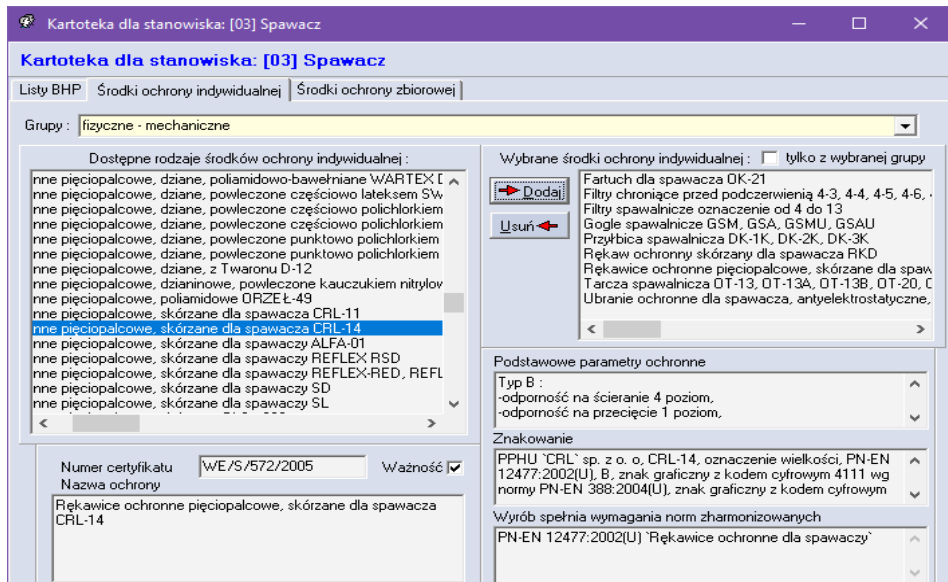 Kartoteka dla stanowiska: [03] Spawacz
Kartoteka dla stanowiska: [03] Spawacz
Listy BHP
Środki ochrony indywidualnej
Środki ochrony zbiorowej
Grupy :
fizyczne - mechaniczne
Dostępne rodzaje środków ochrony indywidualnej :
nne pięciopalcowe, dziane, poliamidowo-bawełniane WARTEX
nne pięciopalcowe, dziane, powleczone częściowo lateksem SW
nne pięciopalcowe, dziane, powleczone częściowo polichlorkiem
nne pięciopalcowe, dziane, powleczone częściowo polichlorkiem
nne pięciopalcowe, dziane, powleczone punktowo polichlorkiem
nne pięciopalcowe, dziane, powleczone punktowo polichlorkiem
nne pięciopalcowe, dziane, z Twaronu D-12
nne pięciopalcowe, dzianinowe, powleczone kauczukiem nitrylov
nne pięciopalcowe, poliamidowe ORZEŁ-49
nne pięciopalcowe, skórzane dla spawacza CRL-11
nne pięciopalcowe, skórzane dla spawacza CRL-14
nne pięciopalcowe, skórzane dla spawaczy ALFA-01
nne pięciopalcowe, skórzane dla spawaczy REFLEX RSD
nne pięciopalcowe, skórzane dla spawaczy REFLEX-RED, REFL
nne pięciopalcowe, skórzane dla spawaczy SD
nne pięciopalcowe, skórzane dla spawaczy SL
Numer certyfikatu
WE/S/572/2005
Ważność
Nazwa ochrony
Rękawice ochronne pięciopalcowe, skórzane dla spawacza
CRL-14
Wybrane środki ochrony indywidualnej :
tylko z wybranej grupy
Dodaj
Usuń
Fartuch dla spawacza OK-21
Filtry chroniące przed podczerwienią 4-3, 4-4, 4-5, 4-6,
Filtry spawalnicze oznaczenie od 4 do 13
Gogle spawalnicze GSM, GSA, GSMU, GSAU
Przyłbica spawalnicza DK-1K, DK-2K, DK-3K
Rękaw ochronny skórzany dla spawacza RKD
Rękawice ochronne pięciopalcowe, skórzane dla spaw
Tarcza spawalnicza OT-13, OT-13A, OT-13B, OT-20,
Ubranie ochronne dla spawacza, antyelektrostatyczne,
Podstawowe parametry ochronne
Typ B :
-odporność na ścieranie 4 poziom,
-odporność na przecięcie 1 poziom,
Znakowanie
PPHU `CRL` sp. z o. o, CRL-14, oznaczenie wielkości, PN-EN
12477:2002(U), B, znak graficzny z kodem cyfrowym 4111 wg
normy PN-EN 388:2004(U), znak graficzny z kodem cyfrowym
Wyrób spełnia wymagania norm zharmonizowanych
PN-EN 12477:2002(U) `Rękawice ochronne dla spawaczy`